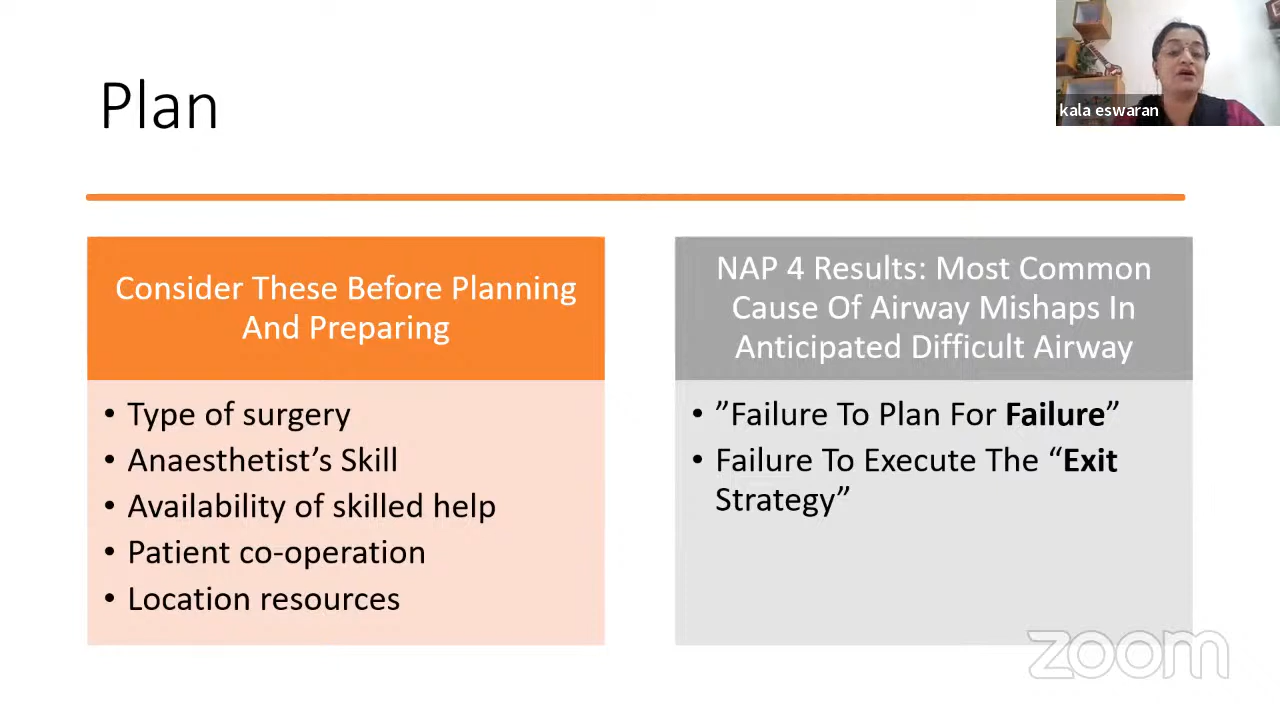 Plan
kala eswaran
Consider These Before Planning
And Preparing
• Type of surgery
• Anaesthetist’s Skill
• Availability of skilled help
• Patient co-operation
• Location resources
NAP 4 Results: Most Common
Cause Of Airway Mishaps In
Anticipated Difficult Airway
• ”Failure To Plan For Failure”
• Failure To Execute The “Exit
Strategy”
zoom